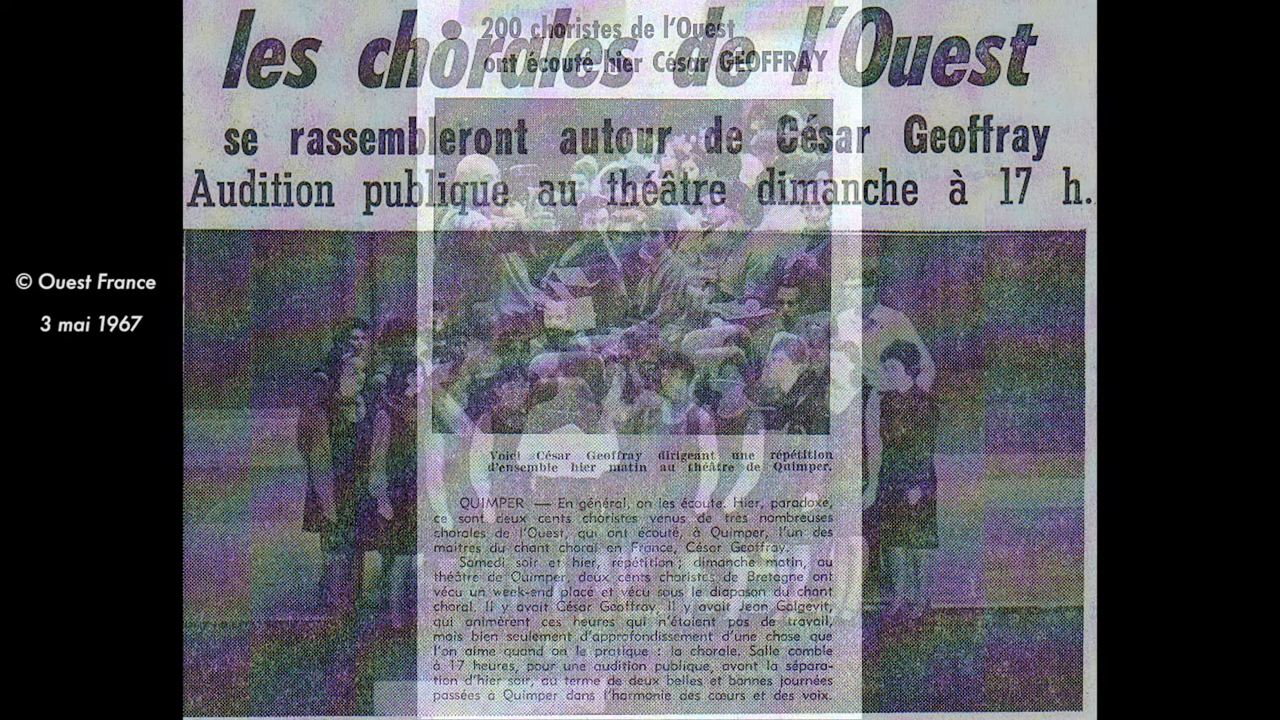 les chorales de l'Ouest
se rassembleront autour de César Geoffray
Audition publique au théâtre dimanche à 17 h.
200 choristes de l'Ouest
ont écouté hier César GEOFFRAY
© Ouest France
3 mai 1967
Voici César Geoffray dirigeant une répétition
d'ensemble hier matin au théâtre de Quimper.
QUIMPER — En général, on les écoute. Hier, paradoxe,
ce sont deux cents choristes venus de très nombreuses
chorales de l'Ouest, qui ont écouté, à Quimper, l'un des
maîtres du chant choral en France, César Geoffray.
Samedi soir et hier, répétition ; dimanche matin, au
théâtre de Quimper, deux cents choristes de Bretagne ont
vécu un week-end placé et vécu sous le diapason du chant
choral. Il y avait César Geoffray, il y avait Jean Golgevit,
qui animèrent ces heures qui n'étaient pas de travail,
mais bien seulement d'approfondissement d'une chose que
l'on aime quand on le pratique : la chorale. Salle comble
à 17 heures, pour une audition publique, avant la sépara-
tion d'hier soir, au terme de deux belles et bonnes journées
passées à Quimper dans l'harmonie des cœurs et des voix.